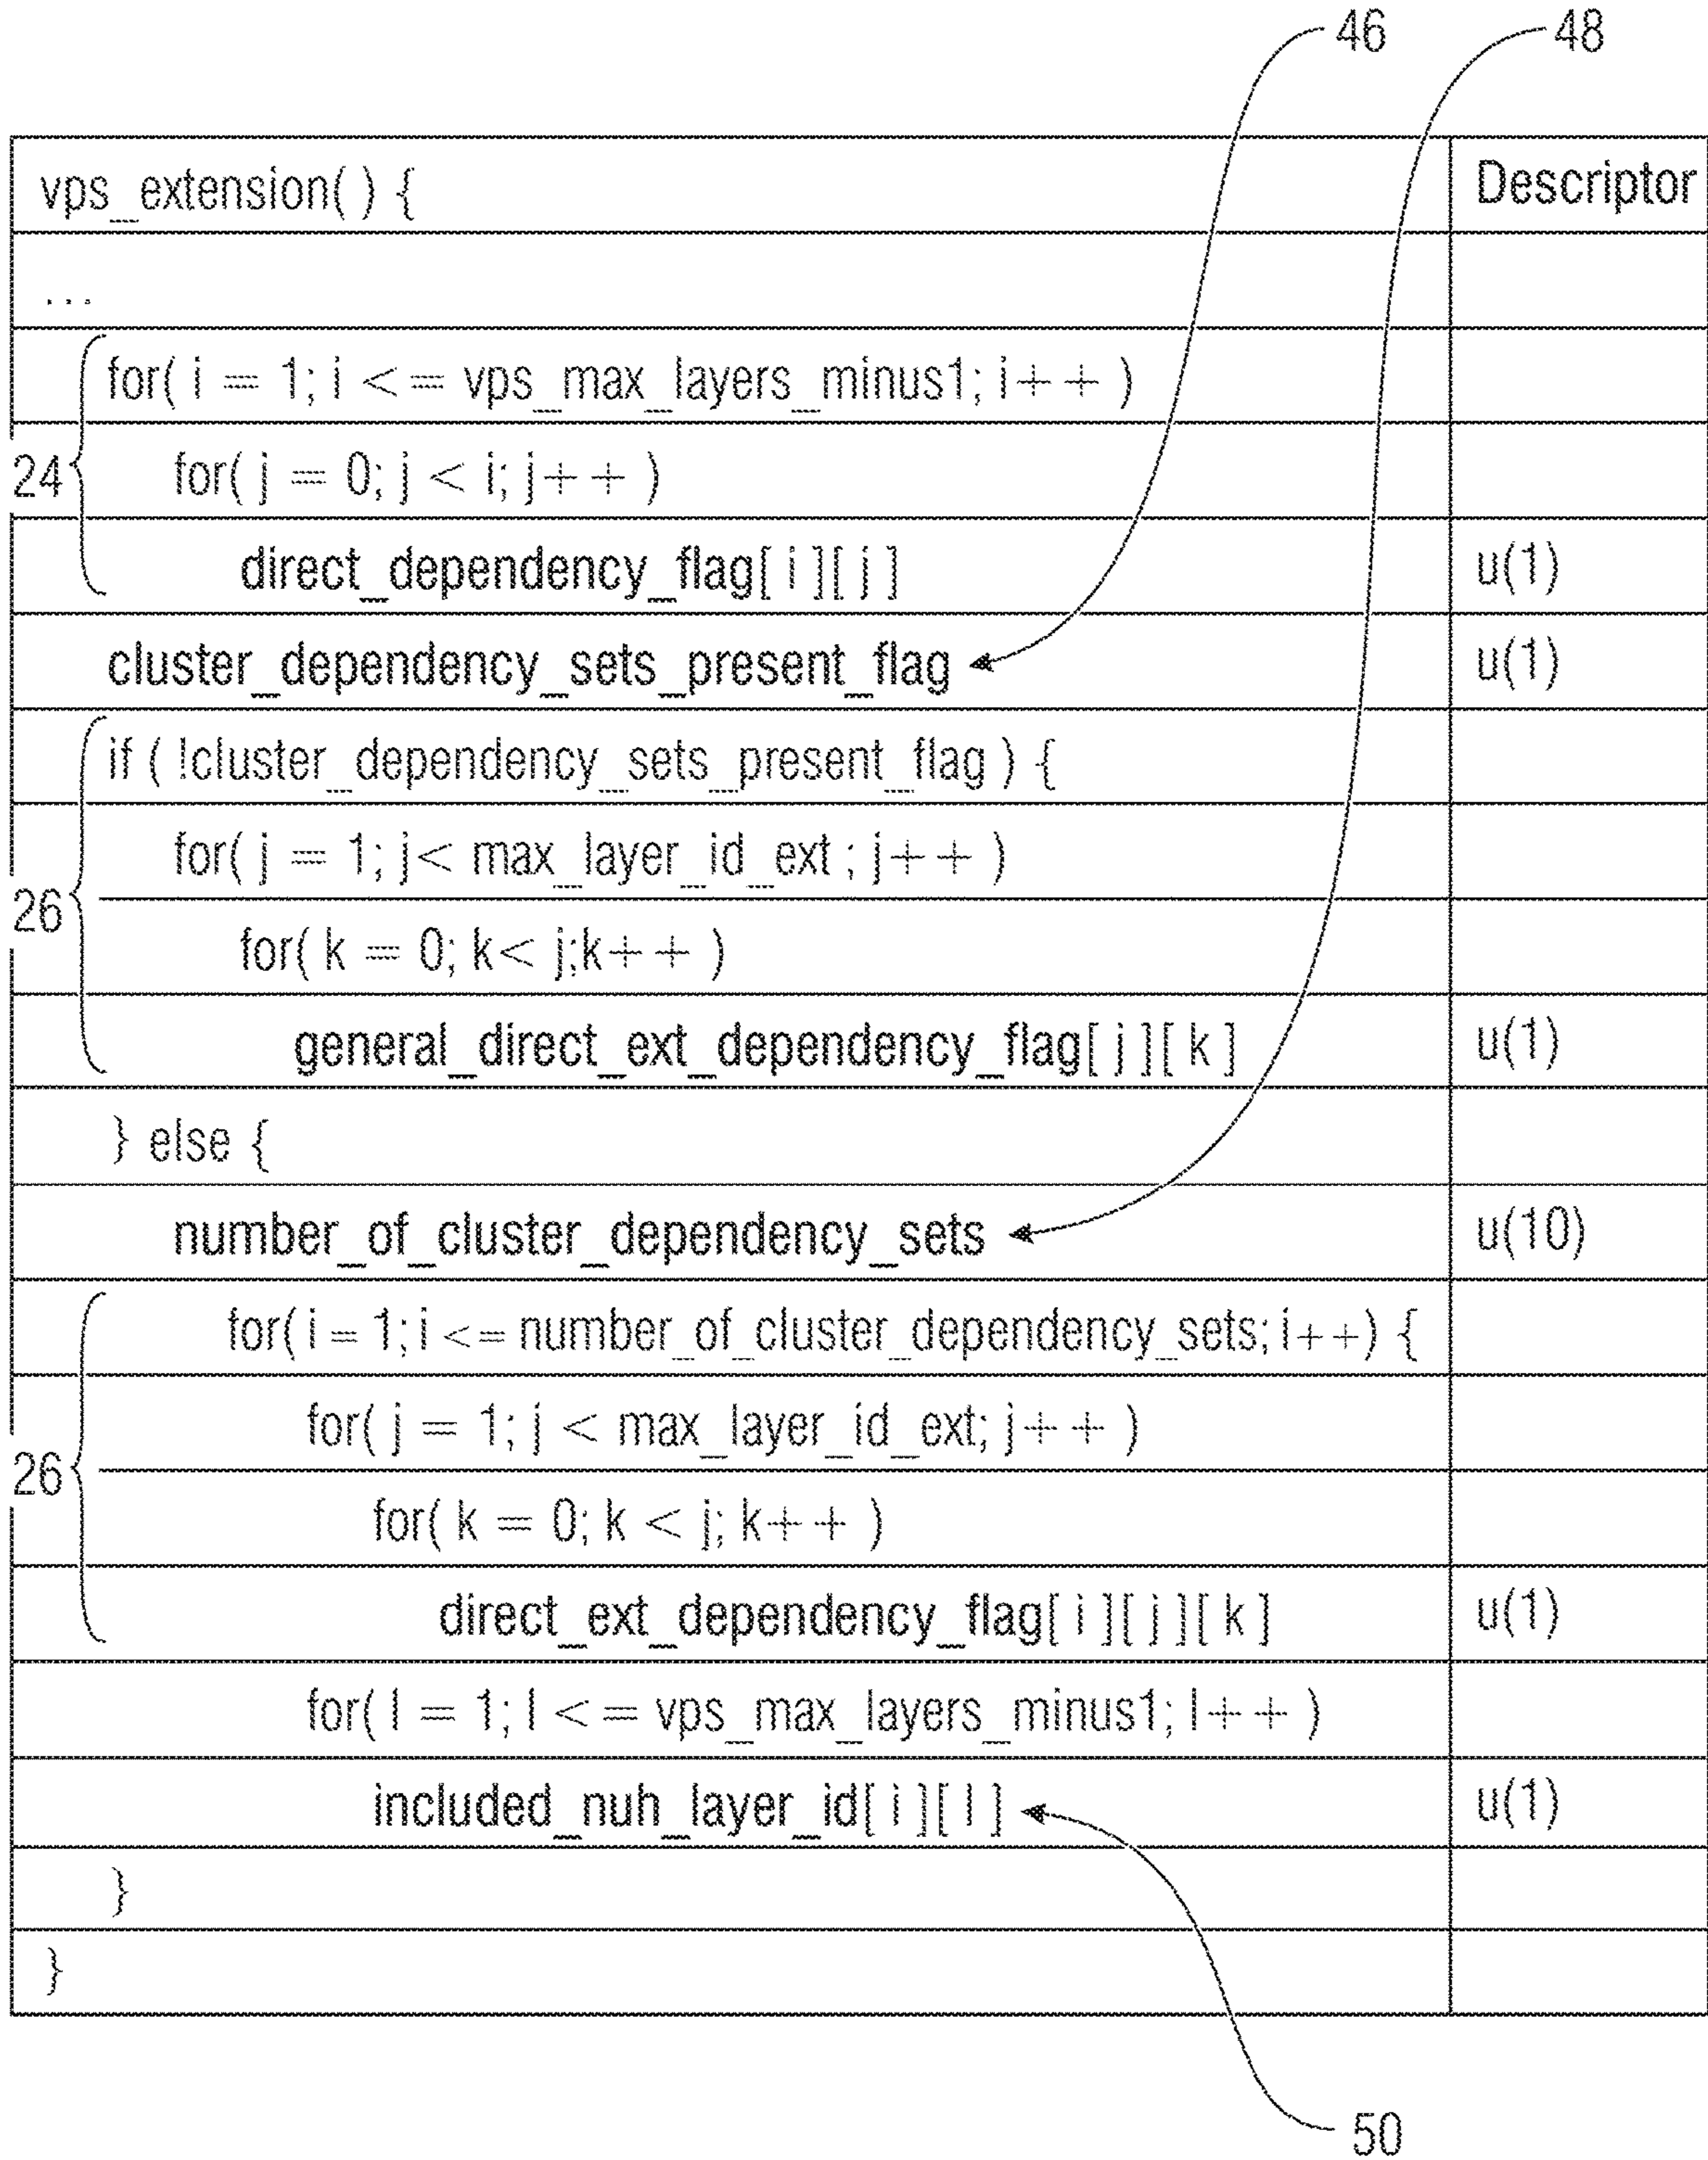 46 48
vps_extension( ) { Descriptor
...
for( i = 1; i <= vps_max_layers_minus1; i++ )
24 for( j = 0; j < i; j++ )
direct_dependency_flag[ i ][ j ] u(1)
cluster_dependency_sets_present_flag u(1)
if ( !cluster_dependency_sets_present_flag ) {
for( j = 1; j< max_layer_id_ext ; j++ )
26
for( k = 0; k< j;k++ )
general_direct_ext_dependency_flag[ j ][ k ] u(1)
} else {
number_of_cluster_dependency_sets u(10)
for( i = 1; i <= number_of_cluster_dependency_sets; i++) {
for( j = 1; j < max_layer_id_ext; j++ )
26
for( k = 0; k < j; k++ )
direct_ext_dependency_flag[ i ][ j ][ k ] u(1)
for( l = 1; l <= vps_max_layers_minus1; l++ )
included_nuh_layer_id[ i ][ l ] u(1)
}
}
50